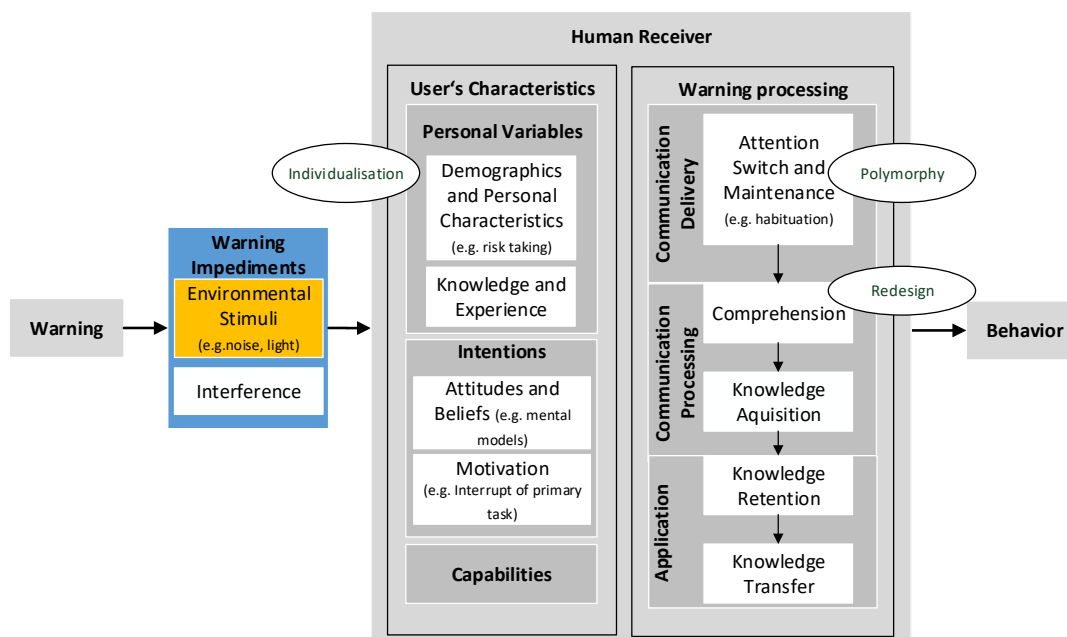 Human Receiver
User‘s Characteristics
Warning processing
Personal Variables
Individualisation
Demographics
and Personal
Characteristics
(e.g. risk taking)
Knowledge and
Experience
Communication
Delivery
Attention
Switch and
Maintenance
(e.g. habituation)
Polymorphy
Warning
Warning
Impediments
Environmental
Stimuli
(e.g.noise, light)
Interference
Redesign
Behavior
Intentions
Attitudes and
Beliefs (e.g. mental
models)
Motivation
(e.g. Interrupt of primary
task)
Capabilities
Communication
Processing
Comprehension
Knowledge
Aquisition
Application
Knowledge
Retention
Knowledge
Transfer